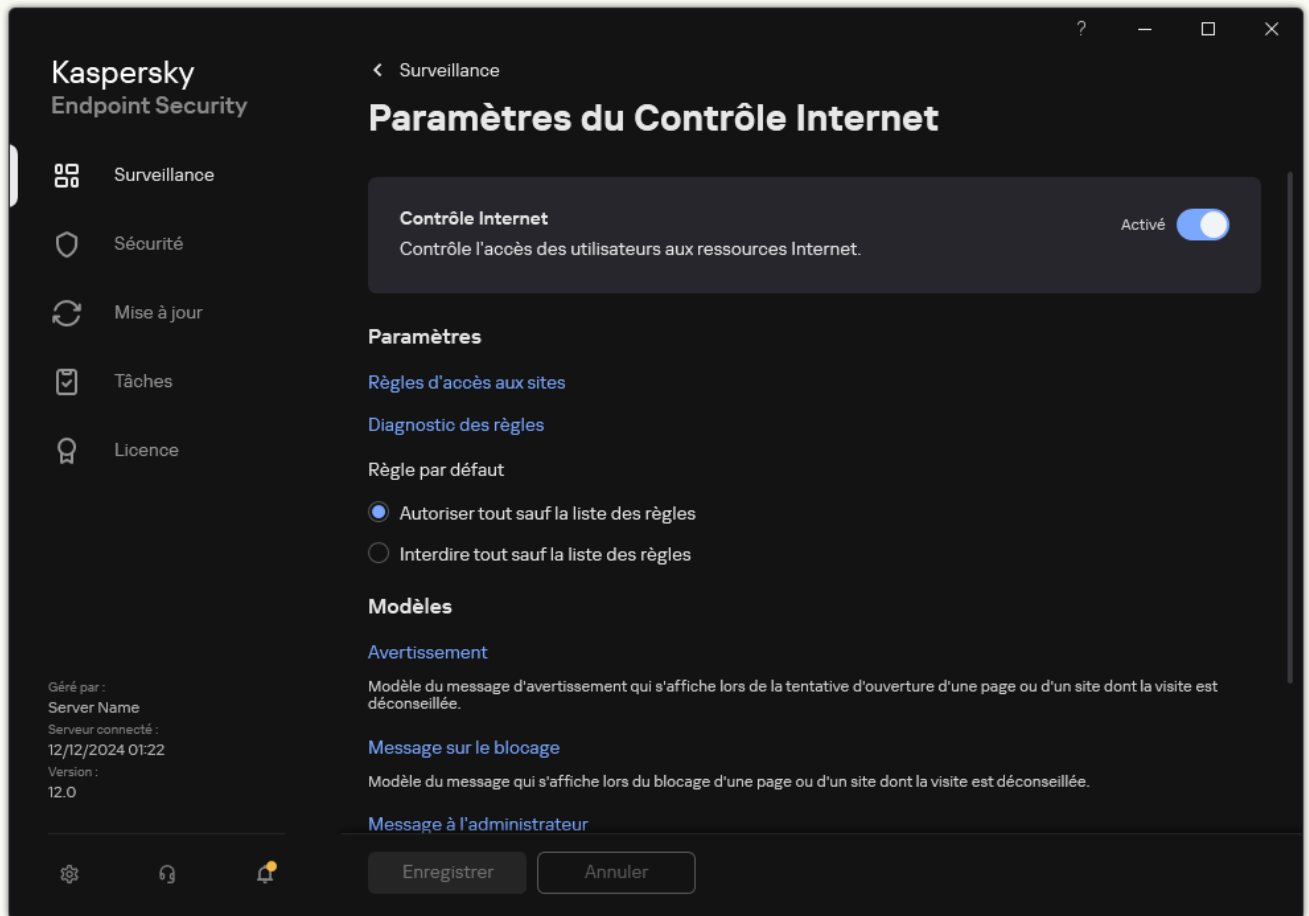 ?
Kaspersky
Endpoint Security
Surveillance
Sécurité
Mise à jour
Tâches
Licence
Géré par :
Server Name
Serveur connecté :
12/12/2024 01:22
Version :
12.0
Surveillance
Paramètres du Contrôle Internet
Contrôle Internet
Contrôle l'accès des utilisateurs aux ressources Internet.
Activé
Paramètres
Règles d'accès aux sites
Diagnostic des règles
Règle par défaut
Autoriser tout sauf la liste des règles
Interdire tout sauf la liste des règles
Modèles
Avertissement
Modèle du message d'avertissement qui s'affiche lors de la tentative d'ouverture d'une page ou d'un site dont la visite est
déconseillée.
Message sur le blocage
Modèle du message qui s'affiche lors du blocage d'une page ou d'un site dont la visite est déconseillée.
Message à l'administrateur
Enregistrer
Annuler